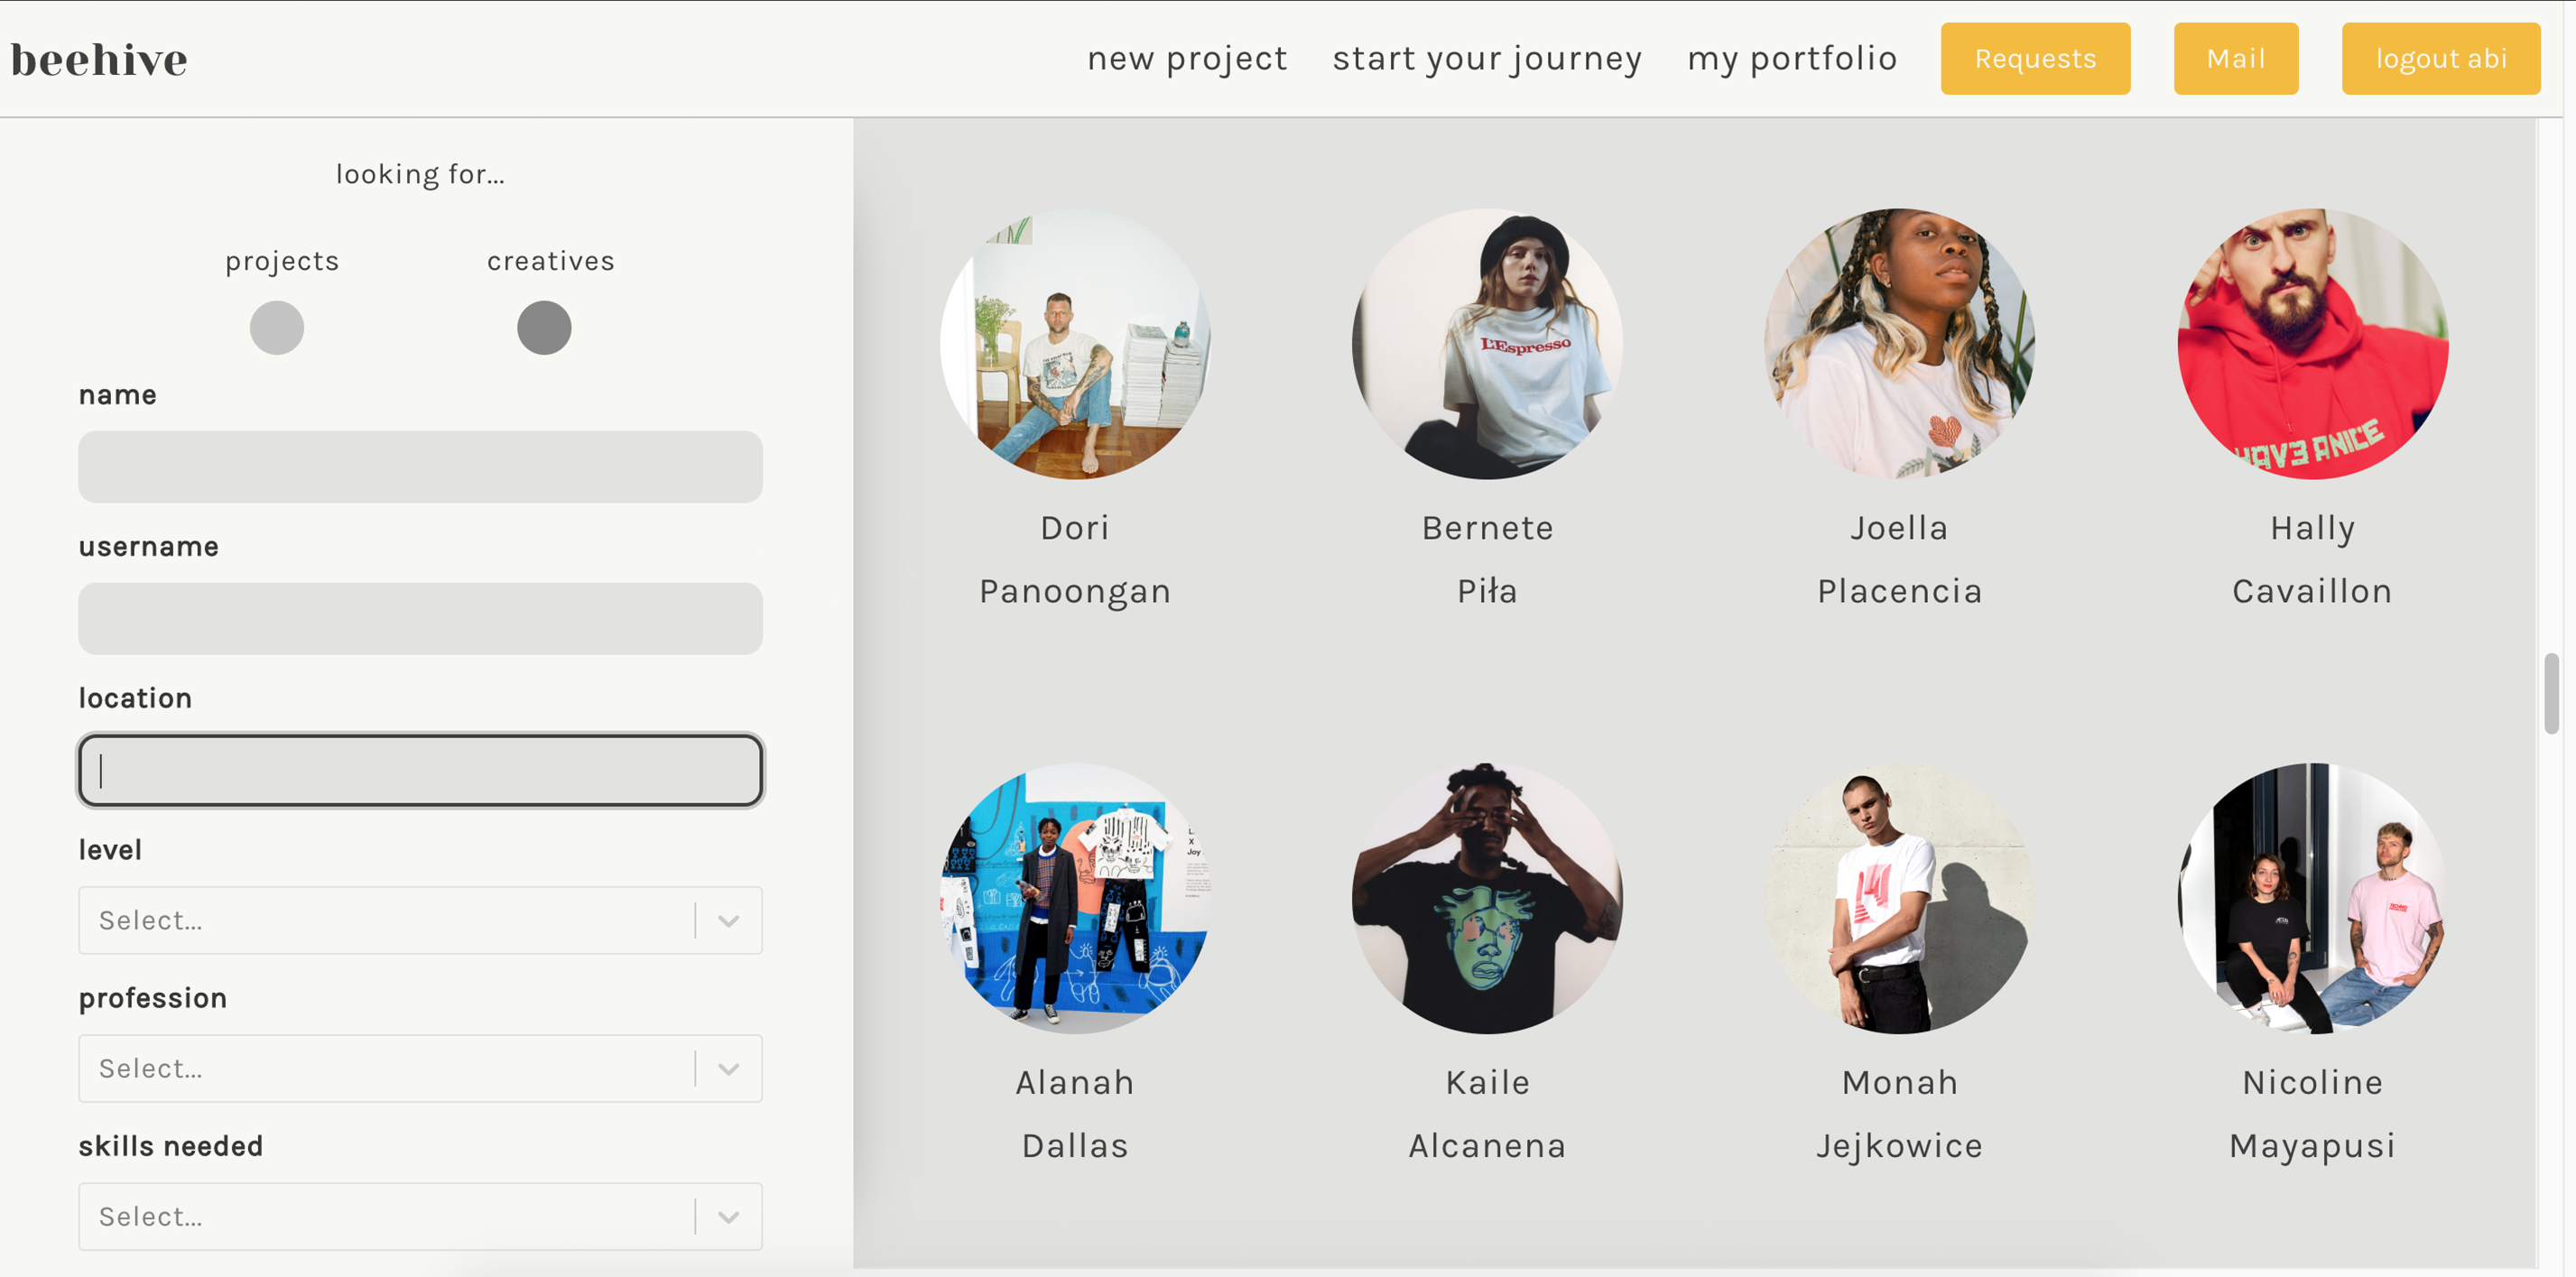 beehive
new project
start your journey
my portfolio
Requests
Mail
logout abi
looking for...
projects
creatives
name
username
location
level
Select...
profession
Select...
skills needed
Select...
L'Espresso
HAV3 A NICE
Dori
Panoongan
Bernete
Piła
Joella
Placencia
Hally
Cavaillon
X
Joy
Alanah
Dallas
Kaile
Alcanena
Monah
Jejkowice
Nicoline
Mayapusi